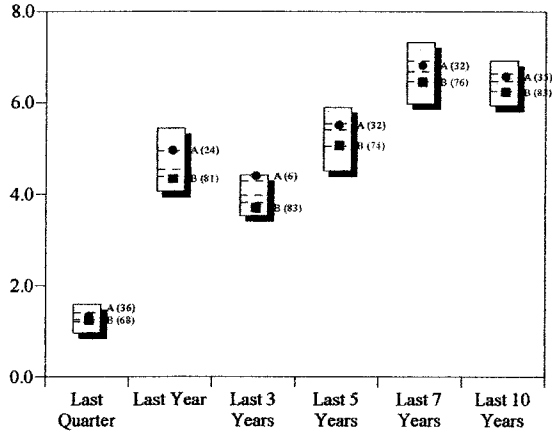 8.0
6.0
4.0
2.0
0.0
A (36)
B (68)
A (24)
B (81)
A (6)
B (83)
A (32)
B (74)
A (32)
B (76)
A (35)
B (83)
Last Quarter
Last Year
Last 3 Years
Last 5 Years
Last 7 Years
Last 10 Years